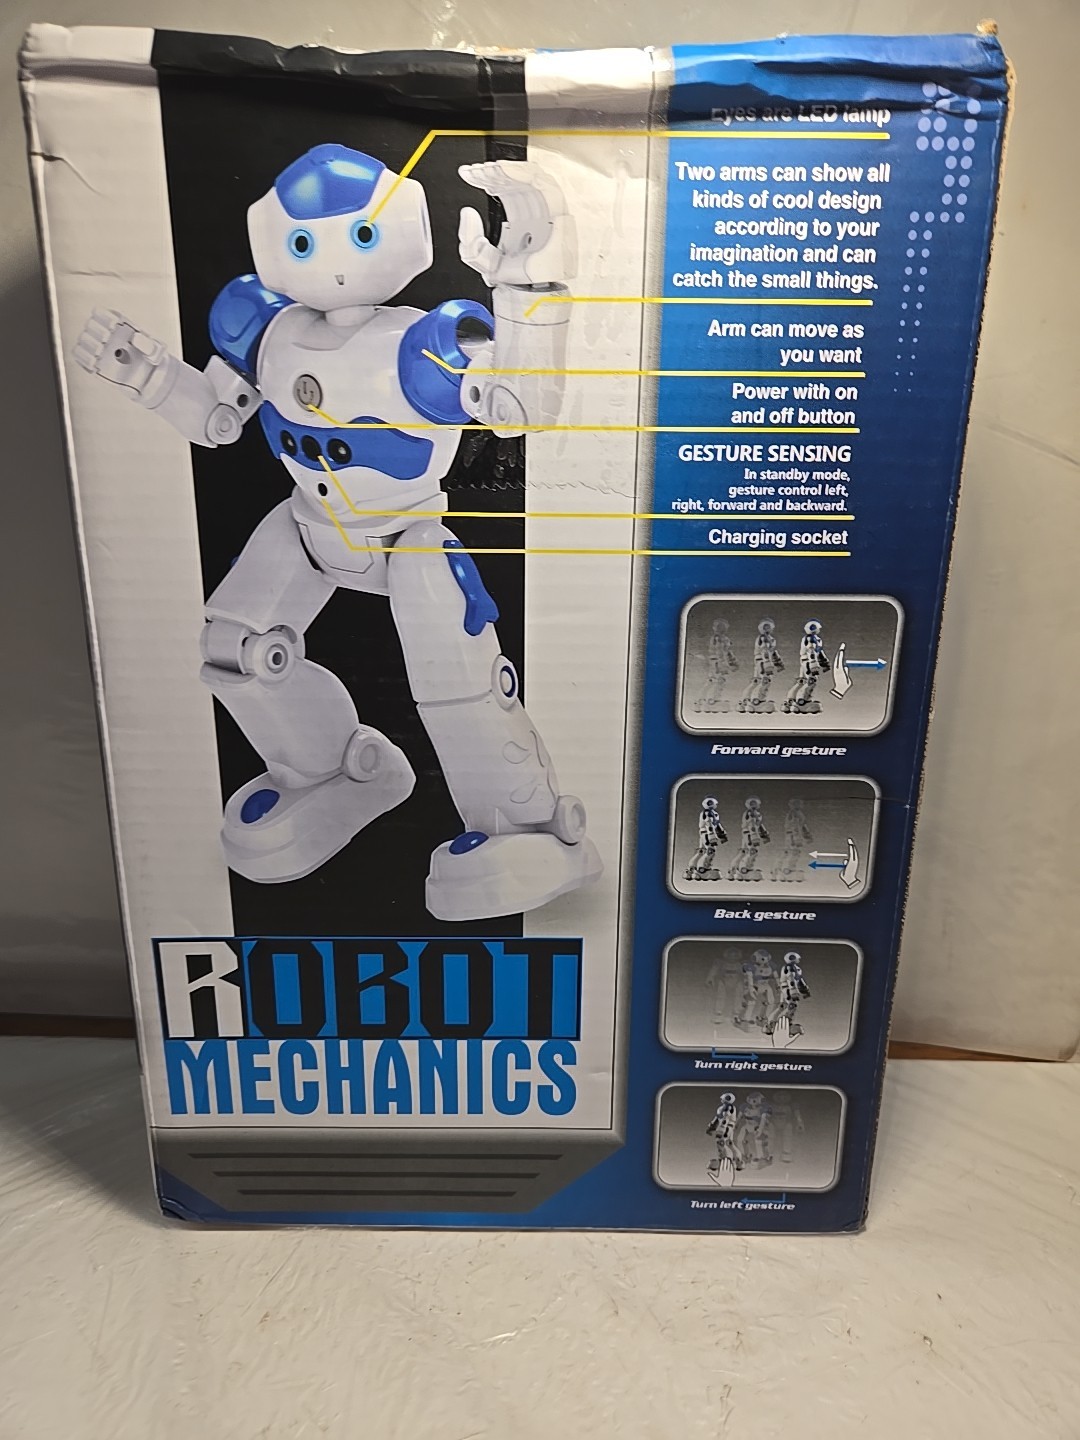 Eyes are LED lamp
Two arms can show all
kinds of cool design
according to your
imagination and can
catch the small things.
Arm can move as
you want
Power with on
and off button
GESTURE SENSING
In standby mode,
gesture control left,
right, forward and backward.
Charging socket
Forward gesture
Back gesture
Turn right gesture
Turn left gesture
ROBOT
MECHANICS